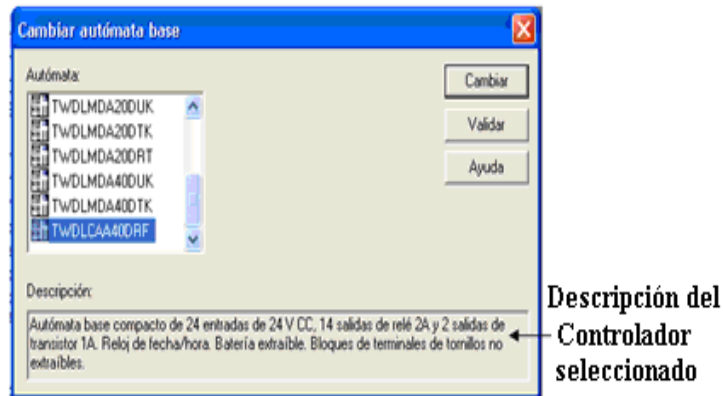 Cambiar autómata base
Autómata:
Cambiar
TWDLMDA20DUK
TWDLMDA20DTK
Validar
TWDLMDA20DRT
TWDLMDA40DUK
Ayuda
TWDLMDA40DTK
TWDLCAA40DRF
Descripción:
Autómata base compacto de 24 entradas de 24 V CC, 14 salidas de relé 2A y 2 salidas de
transistor 1A. Reloj de fecha/hora. Batería extraíble. Bloques de terminales de tornillos no
extraíbles.
Descripción del
Controlador
seleccionado